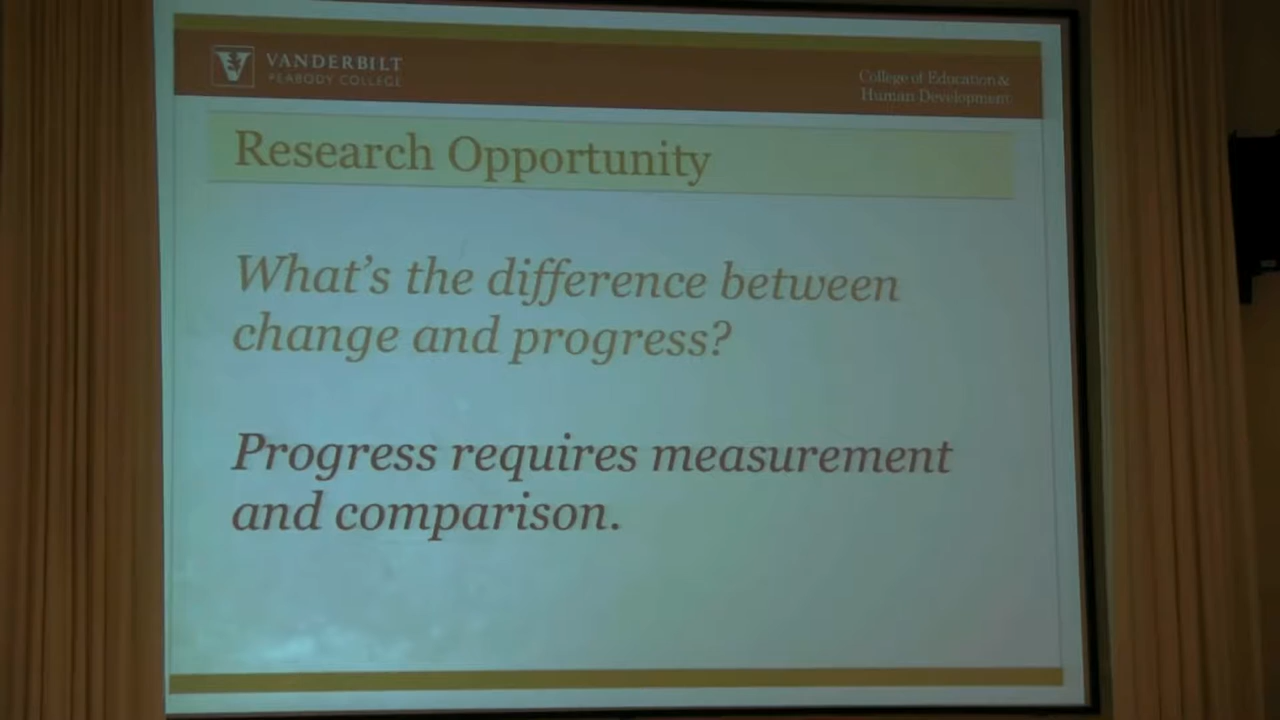 VANDERBILT
PEABODY COLLEGE
College of Education &
Human Development
Research Opportunity
What's the difference between
change and progress?
Progress requires measurement
and comparison.